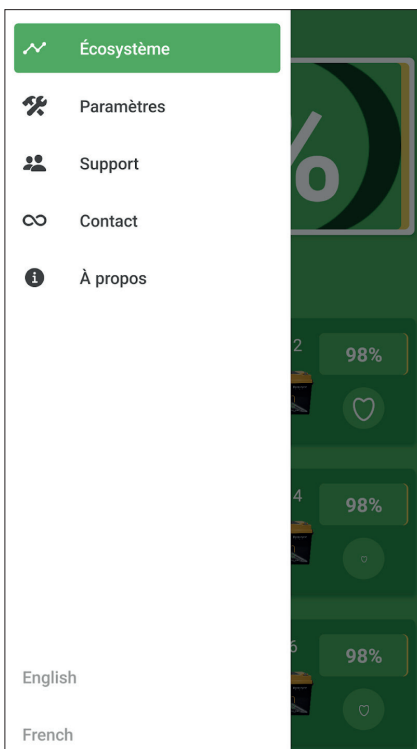 Écosystème
Paramètres
Support
Contact
À propos
English
French
%
2
98%
4
98%
6
98%